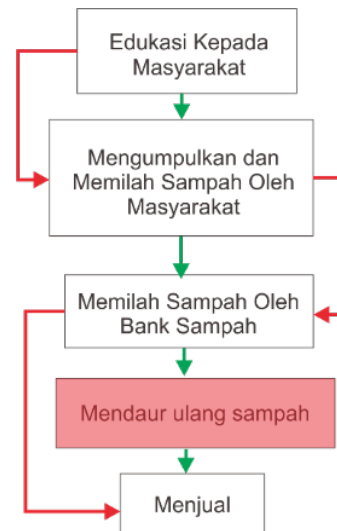 Edukasi Kepada
Masyarakat
Mengumpulkan dan
Memilah Sampah Oleh
Masyarakat
Memilah Sampah Oleh
Bank Sampah
Mendaur ulang sampah
Menjual